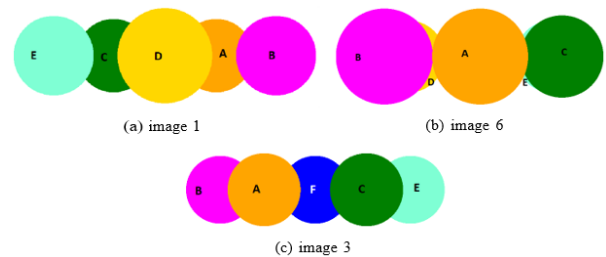 E C D A B
B D A E C
(a) image 1
(b) image 6
B A F C E
(c) image 3